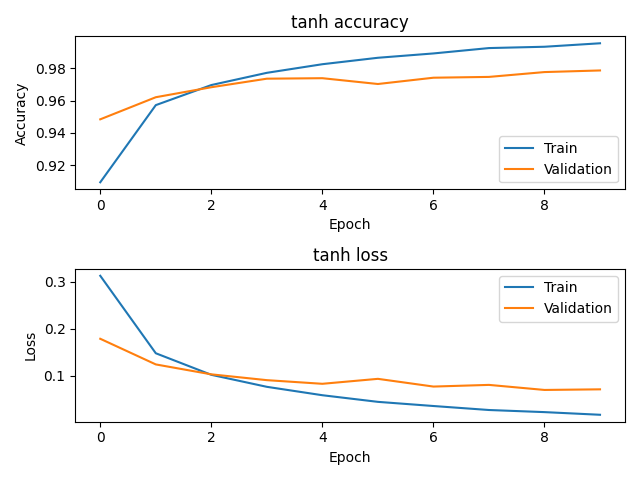 tanh accuracy
Accuracy
0.98
0.96
0.94
0.92
Train
Validation
0 2 4 6 8
Epoch
tanh loss
Loss
0.3
0.2
0.1
Train
Validation
0 2 4 6 8
Epoch